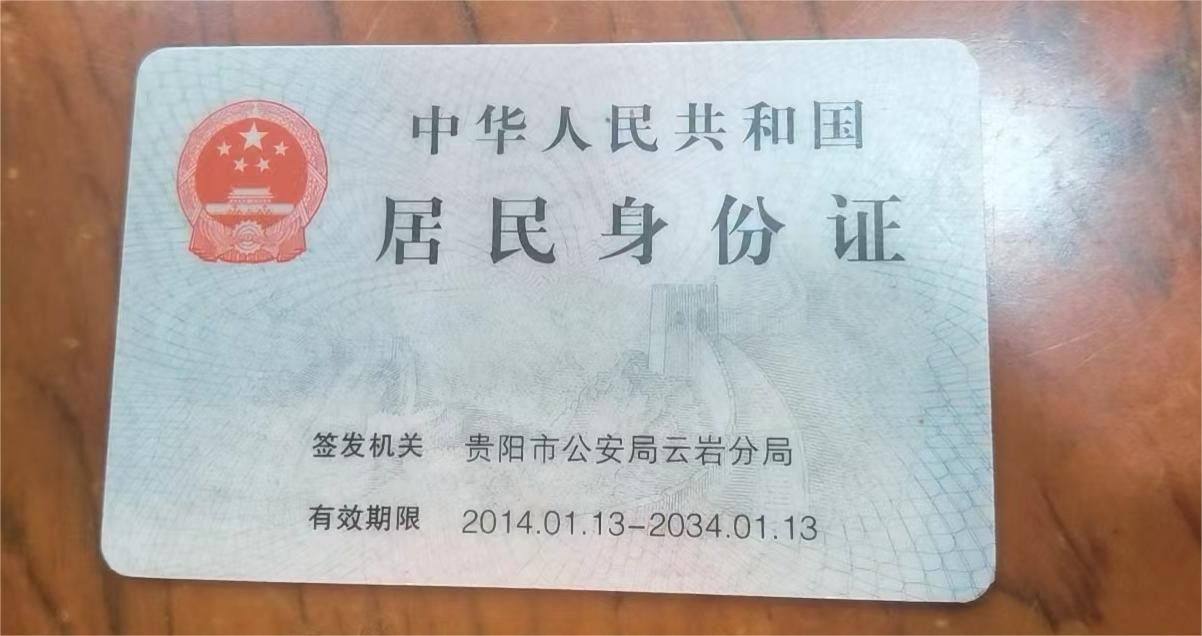 中华人民共和国
居民身份证
签发机关 贵阳市公安局云岩分局
有效期限 2014.01.13-2034.01.13